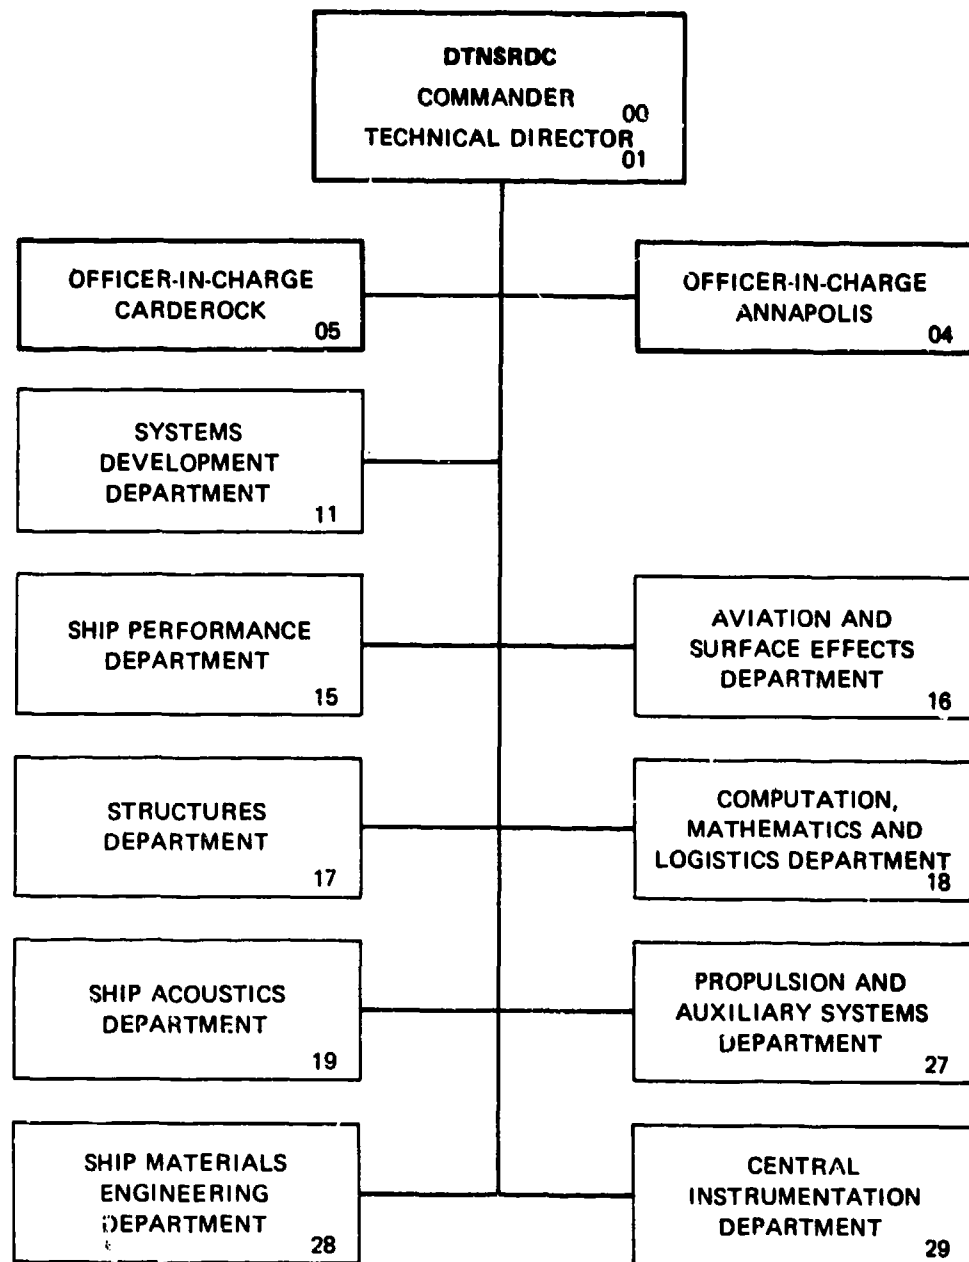 DTNSRDC
COMMANDER
00
TECHNICAL DIRECTOR
01
OFFICER-IN-CHARGE
CARDEROCK
05
OFFICER-IN-CHARGE
ANNAPOLIS
04
SYSTEMS
DEVELOPMENT
DEPARTMENT
11
SHIP PERFORMANCE
DEPARTMENT
15
AVIATION AND
SURFACE EFFECTS
DEPARTMENT
16
STRUCTURES
DEPARTMENT
17
COMPUTATION,
MATHEMATICS AND
LOGISTICS DEPARTMENT
18
SHIP ACOUSTICS
DEPARTMENT
19
PROPULSION AND
AUXILIARY SYSTEMS
DEPARTMENT
27
SHIP MATERIALS
ENGINEERING
DEPARTMENT
28
CENTRAL
INSTRUMENTATION
DEPARTMENT
29